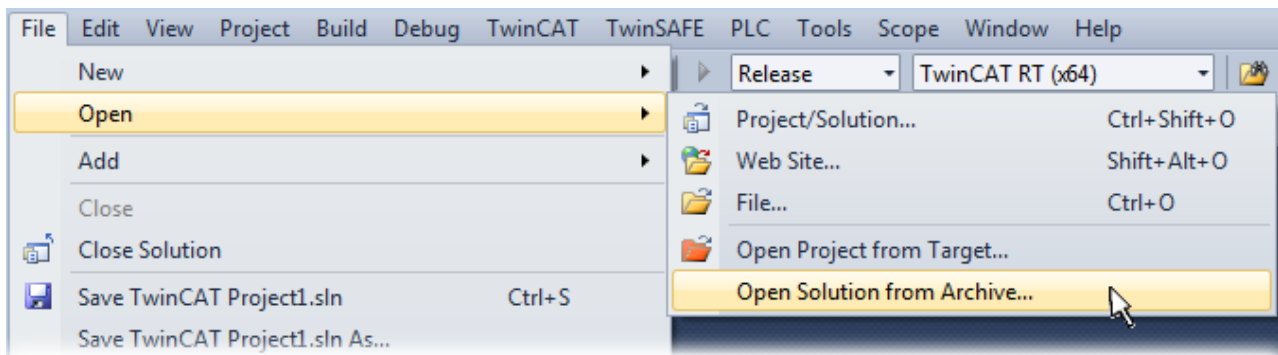 File Edit View Project Build Debug TwinCAT TwinSAFE PLC Tools Scope Window Help
New
Release TwinCAT RT (x64)
Open
Project/Solution... Ctrl+Shift+O
Add
Web Site... Shift+Alt+O
Close
File... Ctrl+O
Close Solution
Open Project from Target...
Save TwinCAT Project1.sln Ctrl+S
Open Solution from Archive...
Save TwinCAT Project1.sln As...